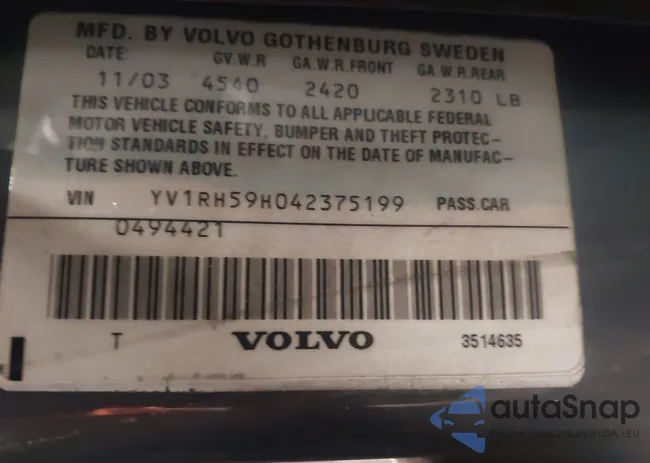 MFD. BY VOLVO GOTHENBURG SWEDEN
DATE: GV.W.R GA.W.R.FRONT GA.W.R.REAR
11/03 4540 2420 2310 LB
THIS VEHICLE CONFORMS TO ALL APPLICABLE FEDERAL
MOTOR VEHICLE SAFETY, BUMPER AND THEFT PROTEC-
TION STANDARDS IN EFFECT ON THE DATE OF MANUFAC-
TURE SHOWN ABOVE.
VIN YV1RH59H042375199 PASS.CAR
0494421
T VOLVO 3514635
autaSnap
USA - EU